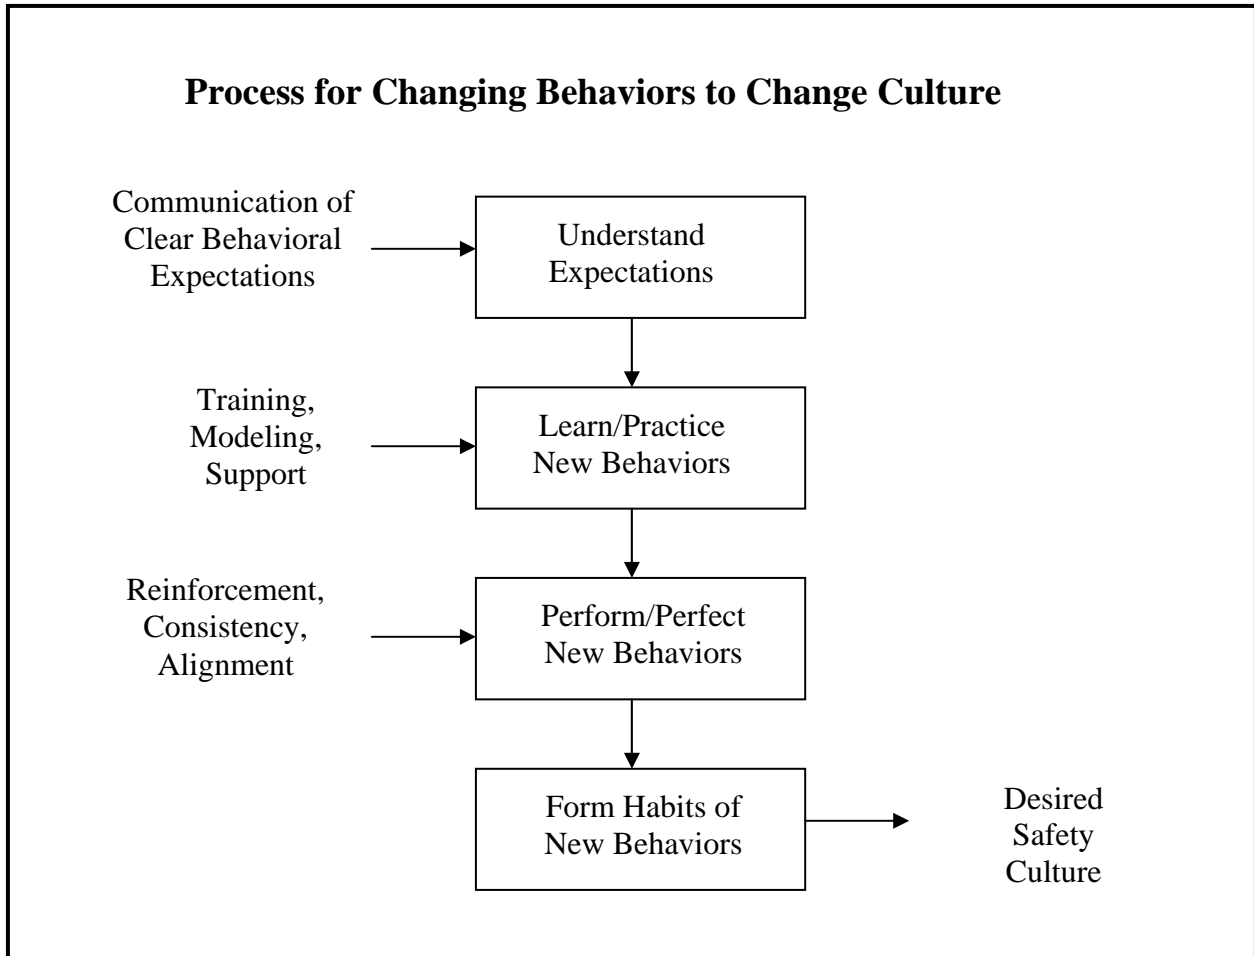 Process for Changing Behaviors to Change Culture
Communication of
Clear Behavioral
Expectations
Understand
Expectations
Training,
Modeling,
Support
Learn/Practice
New Behaviors
Reinforcement,
Consistency,
Alignment
Perform/Perfect
New Behaviors
Form Habits of
New Behaviors
Desired
Safety
Culture